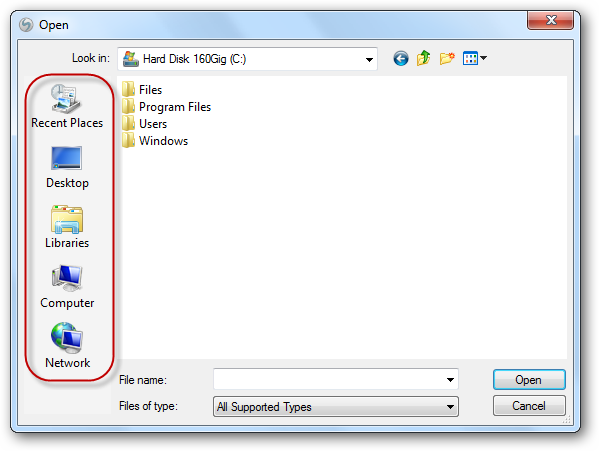 Open
Look in: Hard Disk 160Gig (C:)
Recent Places
Desktop
Libraries
Computer
Network
Files
Program Files
Users
Windows
File name:
Open
Files of type: All Supported Types
Cancel